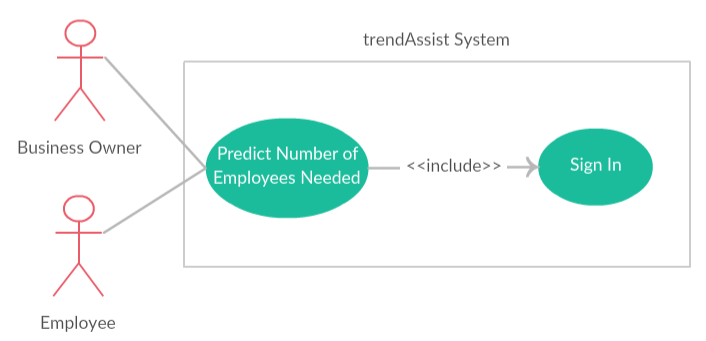 trendAssist System
Business Owner
Predict Number of
Employees Needed
<<include>>
Sign In
Employee